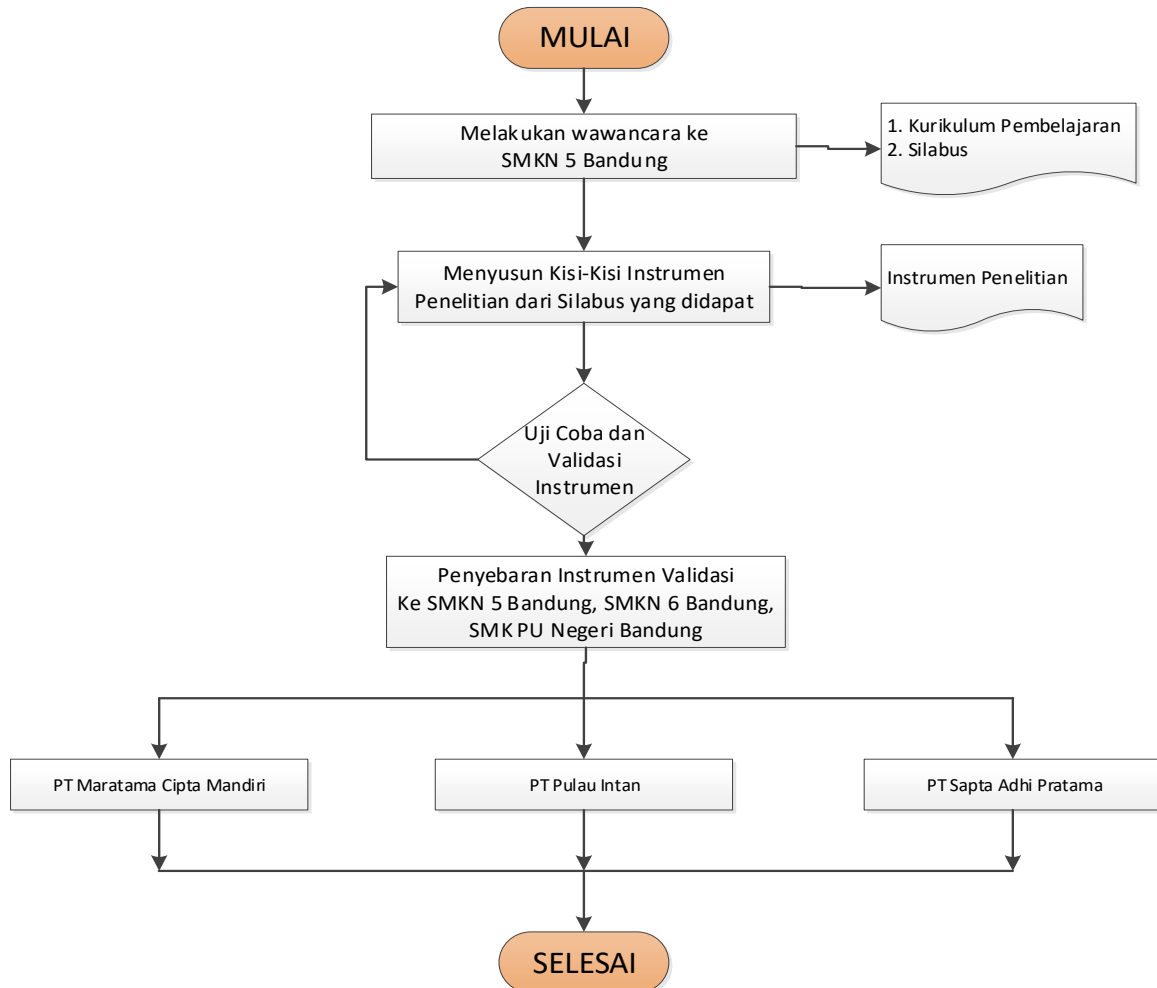 MULAI
Melakukan wawancara ke
SMKN 5 Bandung
1. Kurikulum Pembelajaran
2. Silabus
Menyusun Kisi-Kisi Instrumen
Penelitian dari Silabus yang didapat
Instrumen Penelitian
Uji Coba dan
Validasi
Instrumen
Penyebaran Instrumen Validasi
Ke SMKN 5 Bandung, SMKN 6 Bandung,
SMK PU Negeri Bandung
PT Maratama Cipta Mandiri
PT Pulau Intan
PT Sapta Adhi Pratama
SELESAI